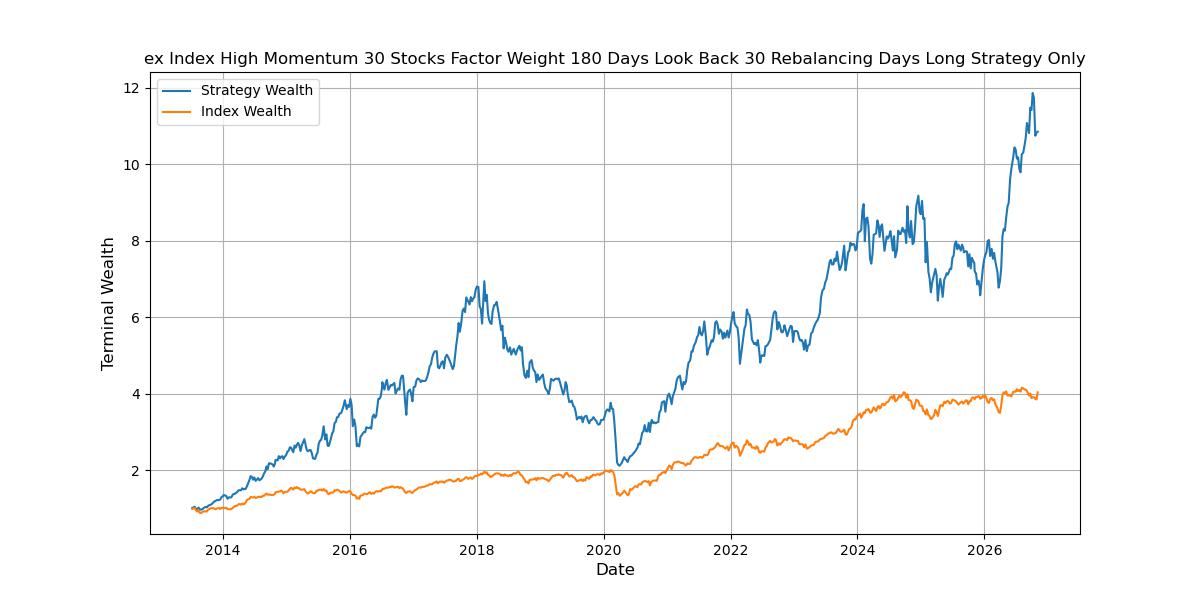 ex Index High Momentum 30 Stocks Factor Weight 180 Days Look Back 30 Rebalancing Days Long Strategy Only
Strategy Wealth
Index Wealth
Terminal Wealth
12
10
8
6
4
2
2014 2016 2018 2020 2022 2024 2026
Date